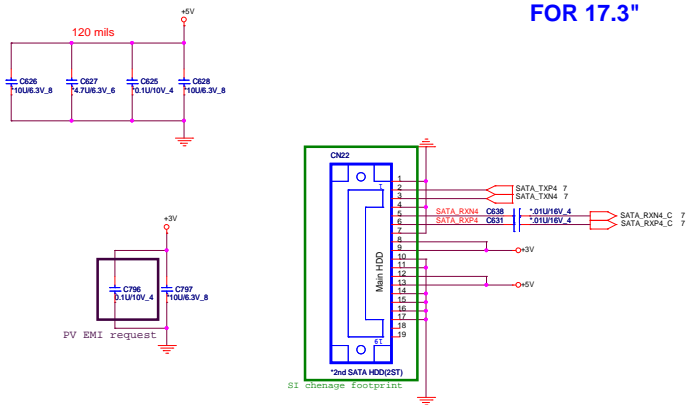 FOR 17.3"
+5V
120 mils
C626
*10U/6.3V_8
C627
*4.7U/6.3V_6
C625
*0.1U/10V_4
C628
*10U/6.3V_8
+3V
C796
0.1U/10V_4
C797
*10U/6.3V_8
PV EMI request
CN22
1
19
Main HDD
1
2
3
4
5
6
7
8
9
10
11
12
13
14
15
16
17
18
19
SATA_TXP4 7
SATA_TXN4 7
SATA_RXN4 C638 *.01U/16V_4 SATA_RXN4_C 7
SATA_RXP4 C631 *.01U/16V_4 SATA_RXP4_C 7
+3V
+5V
*2nd SATA HDD(2ST)
SI chenage footprint